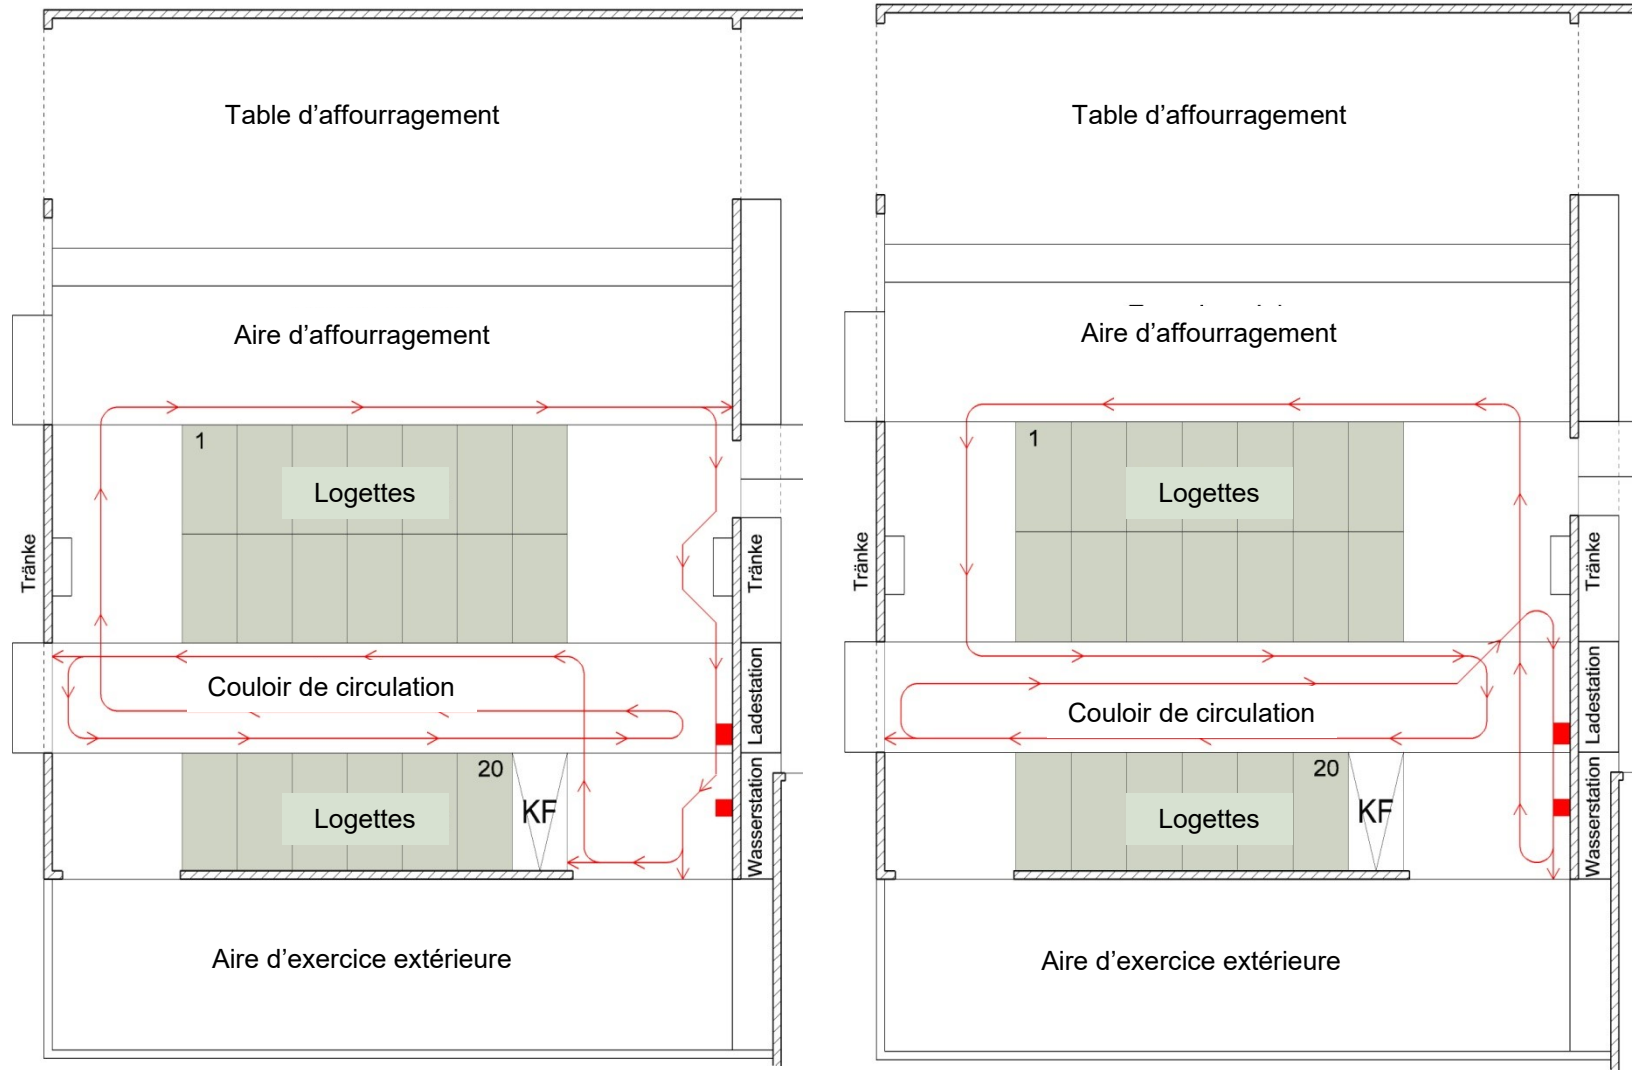 Table d’affourragement
Aire d’affourragement
1
Logettes
Tränke
Tränke
Couloir de circulation
Ladestation
20
KF
Logettes
Wasserstation
Aire d’exercice extérieure
Table d’affourragement
Aire d’affourragement
1
Logettes
Tränke
Tränke
Couloir de circulation
Ladestation
20
KF
Logettes
Wasserstation
Aire d’exercice extérieure